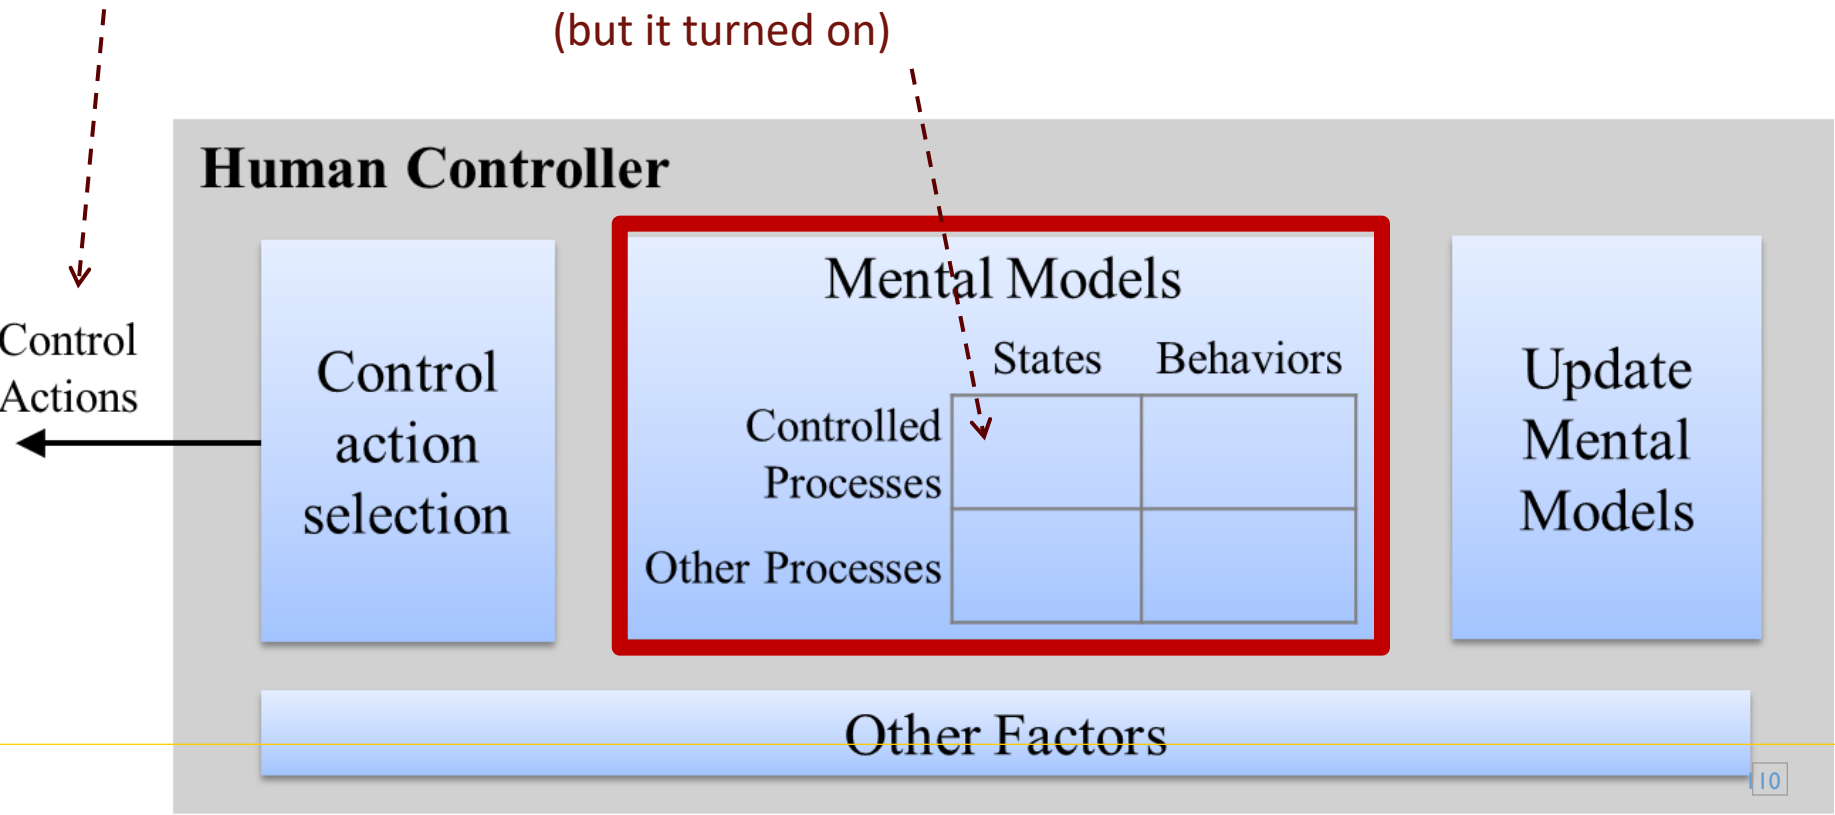 (but it turned on)
Human Controller
Control
Actions
Control
action
selection
Mental Models
States Behaviors
Controlled
Processes
Other Processes
Update
Mental
Models
Other Factors
110